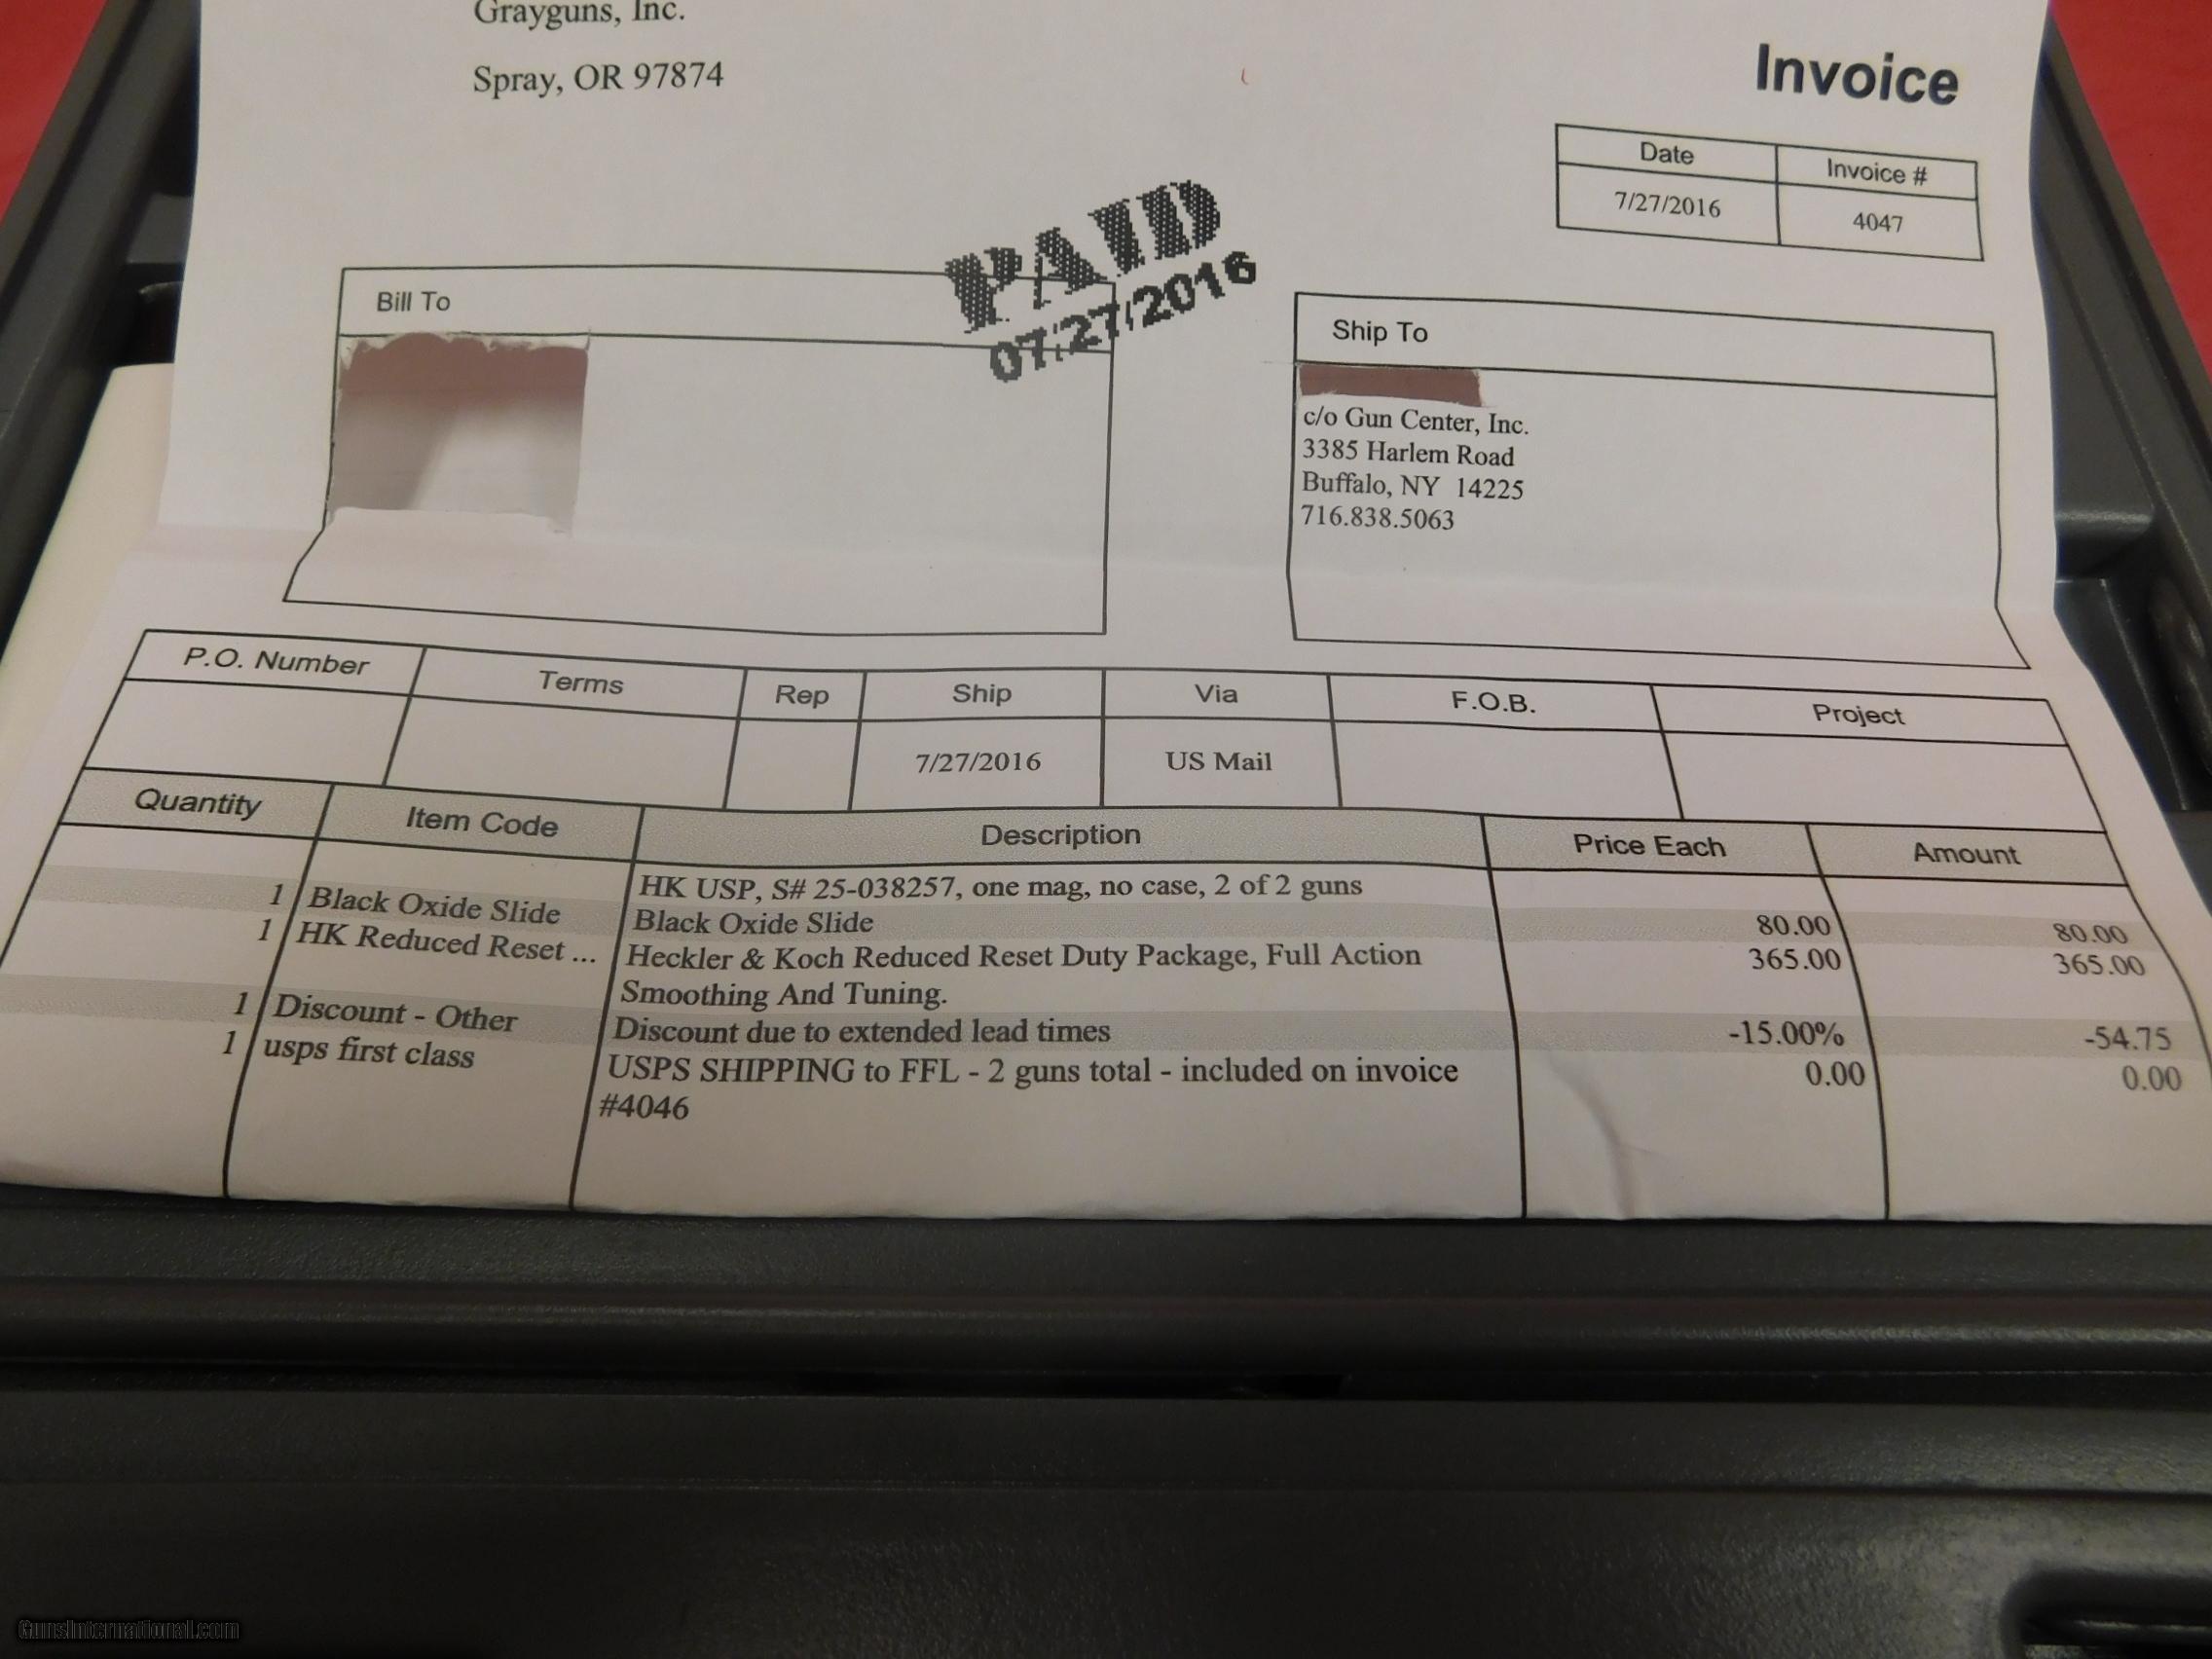 Grayguns, Inc.
Spray, OR 97874
Invoice
Date Invoice #
7/27/2016 4047
PAID
07/27/2016
Bill To
Ship To
c/o Gun Center, Inc.
3385 Harlem Road
Buffalo, NY 14225
716.838.5063
P.O. Number Terms Rep Ship Via F.O.B. Project
7/27/2016 US Mail
Quantity Item Code Description Price Each Amount
HK USP, S# 25-038257, one mag, no case, 2 of 2 guns
1 Black Oxide Slide Black Oxide Slide 80.00 80.00
1 HK Reduced Reset ... Heckler & Koch Reduced Reset Duty Package, Full Action 365.00 365.00
Smoothing And Tuning.
1 Discount - Other Discount due to extended lead times -15.00% -54.75
1 usps first class USPS SHIPPING to FFL - 2 guns total - included on invoice 0.00 0.00
#4046
GunsInternational.com